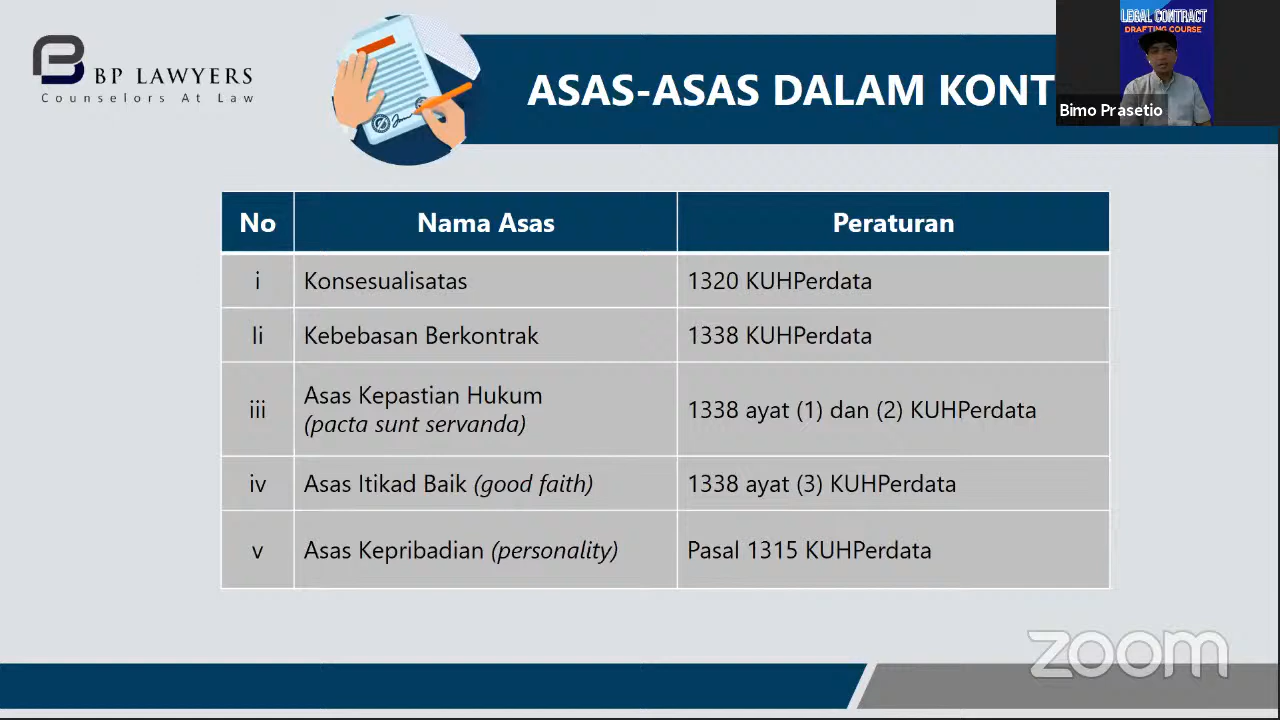 BP LAWYERS
Counselors At Law
ASAS-ASAS DALAM KONT
LEGAL CONTRACT
DRAFTING COURSE
Bimo Prasetio
No Nama Asas Peraturan
i Konsesualisatas 1320 KUHPerdata
Ii Kebebasan Berkontrak 1338 KUHPerdata
iii Asas Kepastian Hukum
(pacta sunt servanda) 1338 ayat (1) dan (2) KUHPerdata
iv Asas Itikad Baik (good faith) 1338 ayat (3) KUHPerdata
v Asas Kepribadian (personality) Pasal 1315 KUHPerdata
zoom